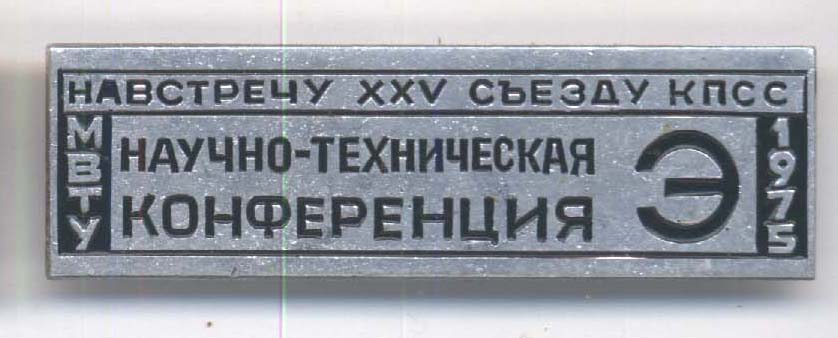 НАВСТРЕЧУ XXV СЪЕЗДУ КПСС
МВТУ
НАУЧНО-ТЕХНИЧЕСКАЯ
КОНФЕРЕНЦИЯ
Э
1975